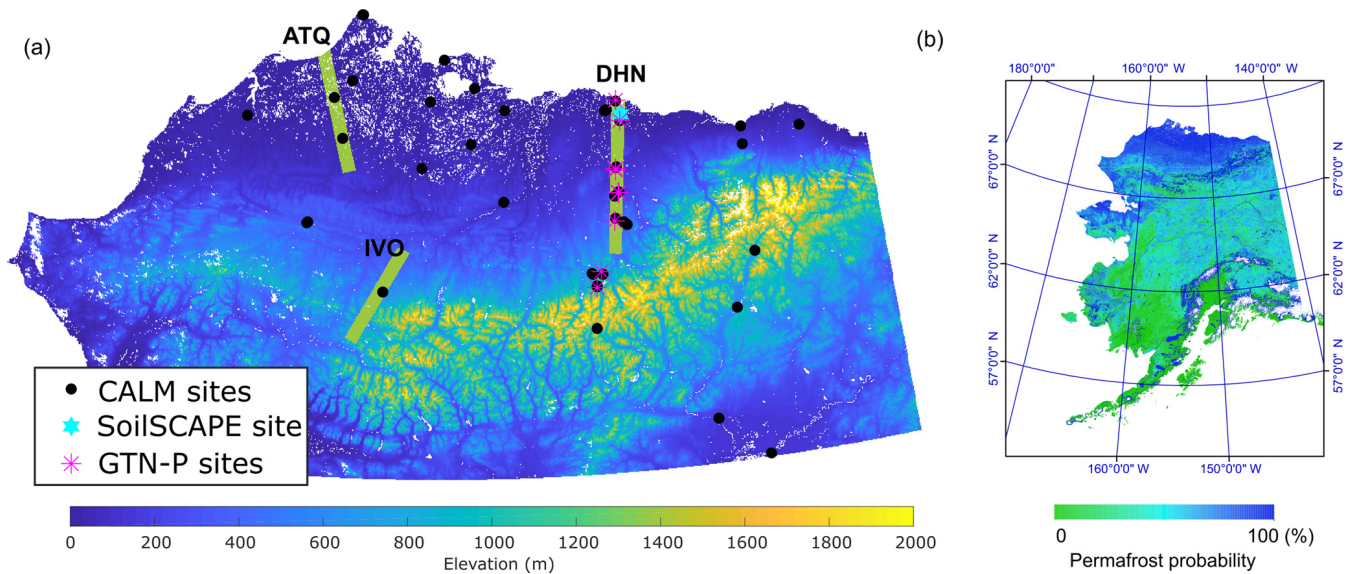 (a)
ATQ
DHN
IVO
CALM sites
SoilSCAPE site
GTN-P sites
0 200 400 600 800 1000 1200 1400 1600 1800 2000
Elevation (m)
(b)
180°0'0" 160°0'0"W 140°0'0"W
67°0'0" N 67°0'0" N
62°0'0" N 62°0'0" N
57°0'0" N 57°0'0" N
160°0'0"W 150°0'0"W
0 100 (%)
Permafrost probability